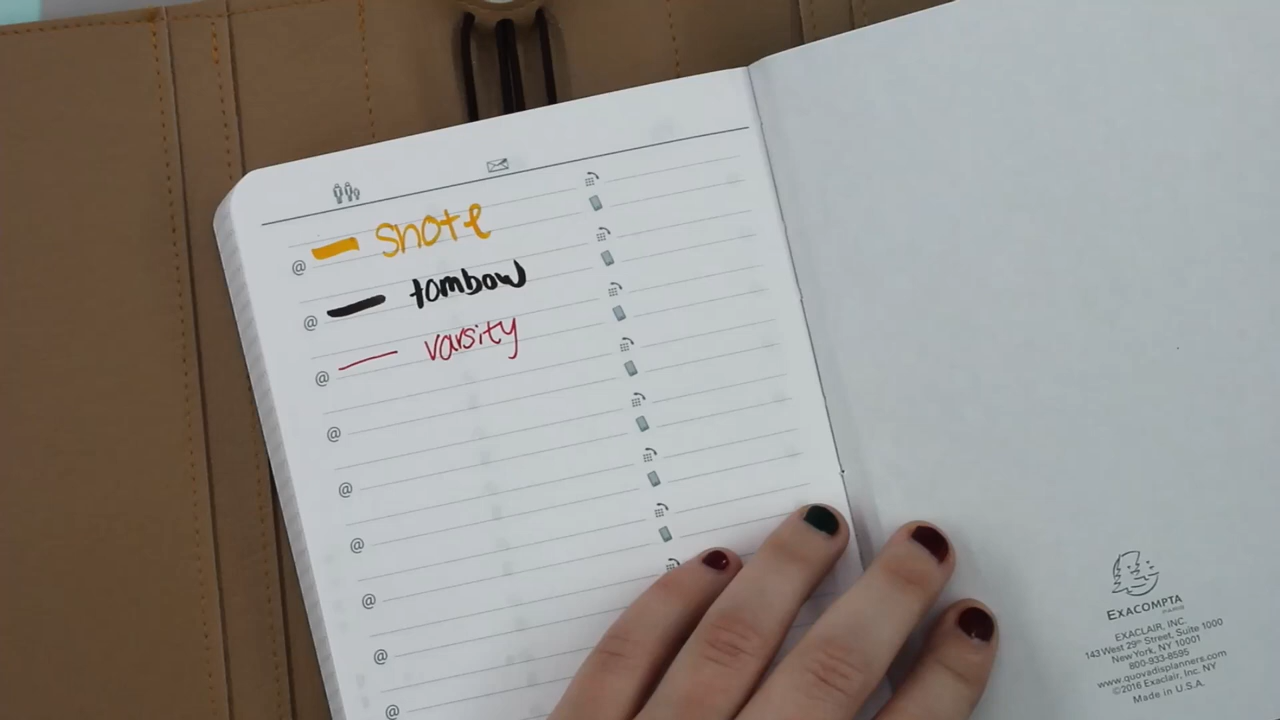 @ Snote
@ tombow
@ varsity
@
@
@
@
@
@
EXACOMPTA
EXACLAIR, INC.
143 West 29th Street, Suite 1000
New York, NY 10001
800-933-8595
www.quovadisplanners.com
©2016 Exaclair, Inc. NY
Made in U.S.A.